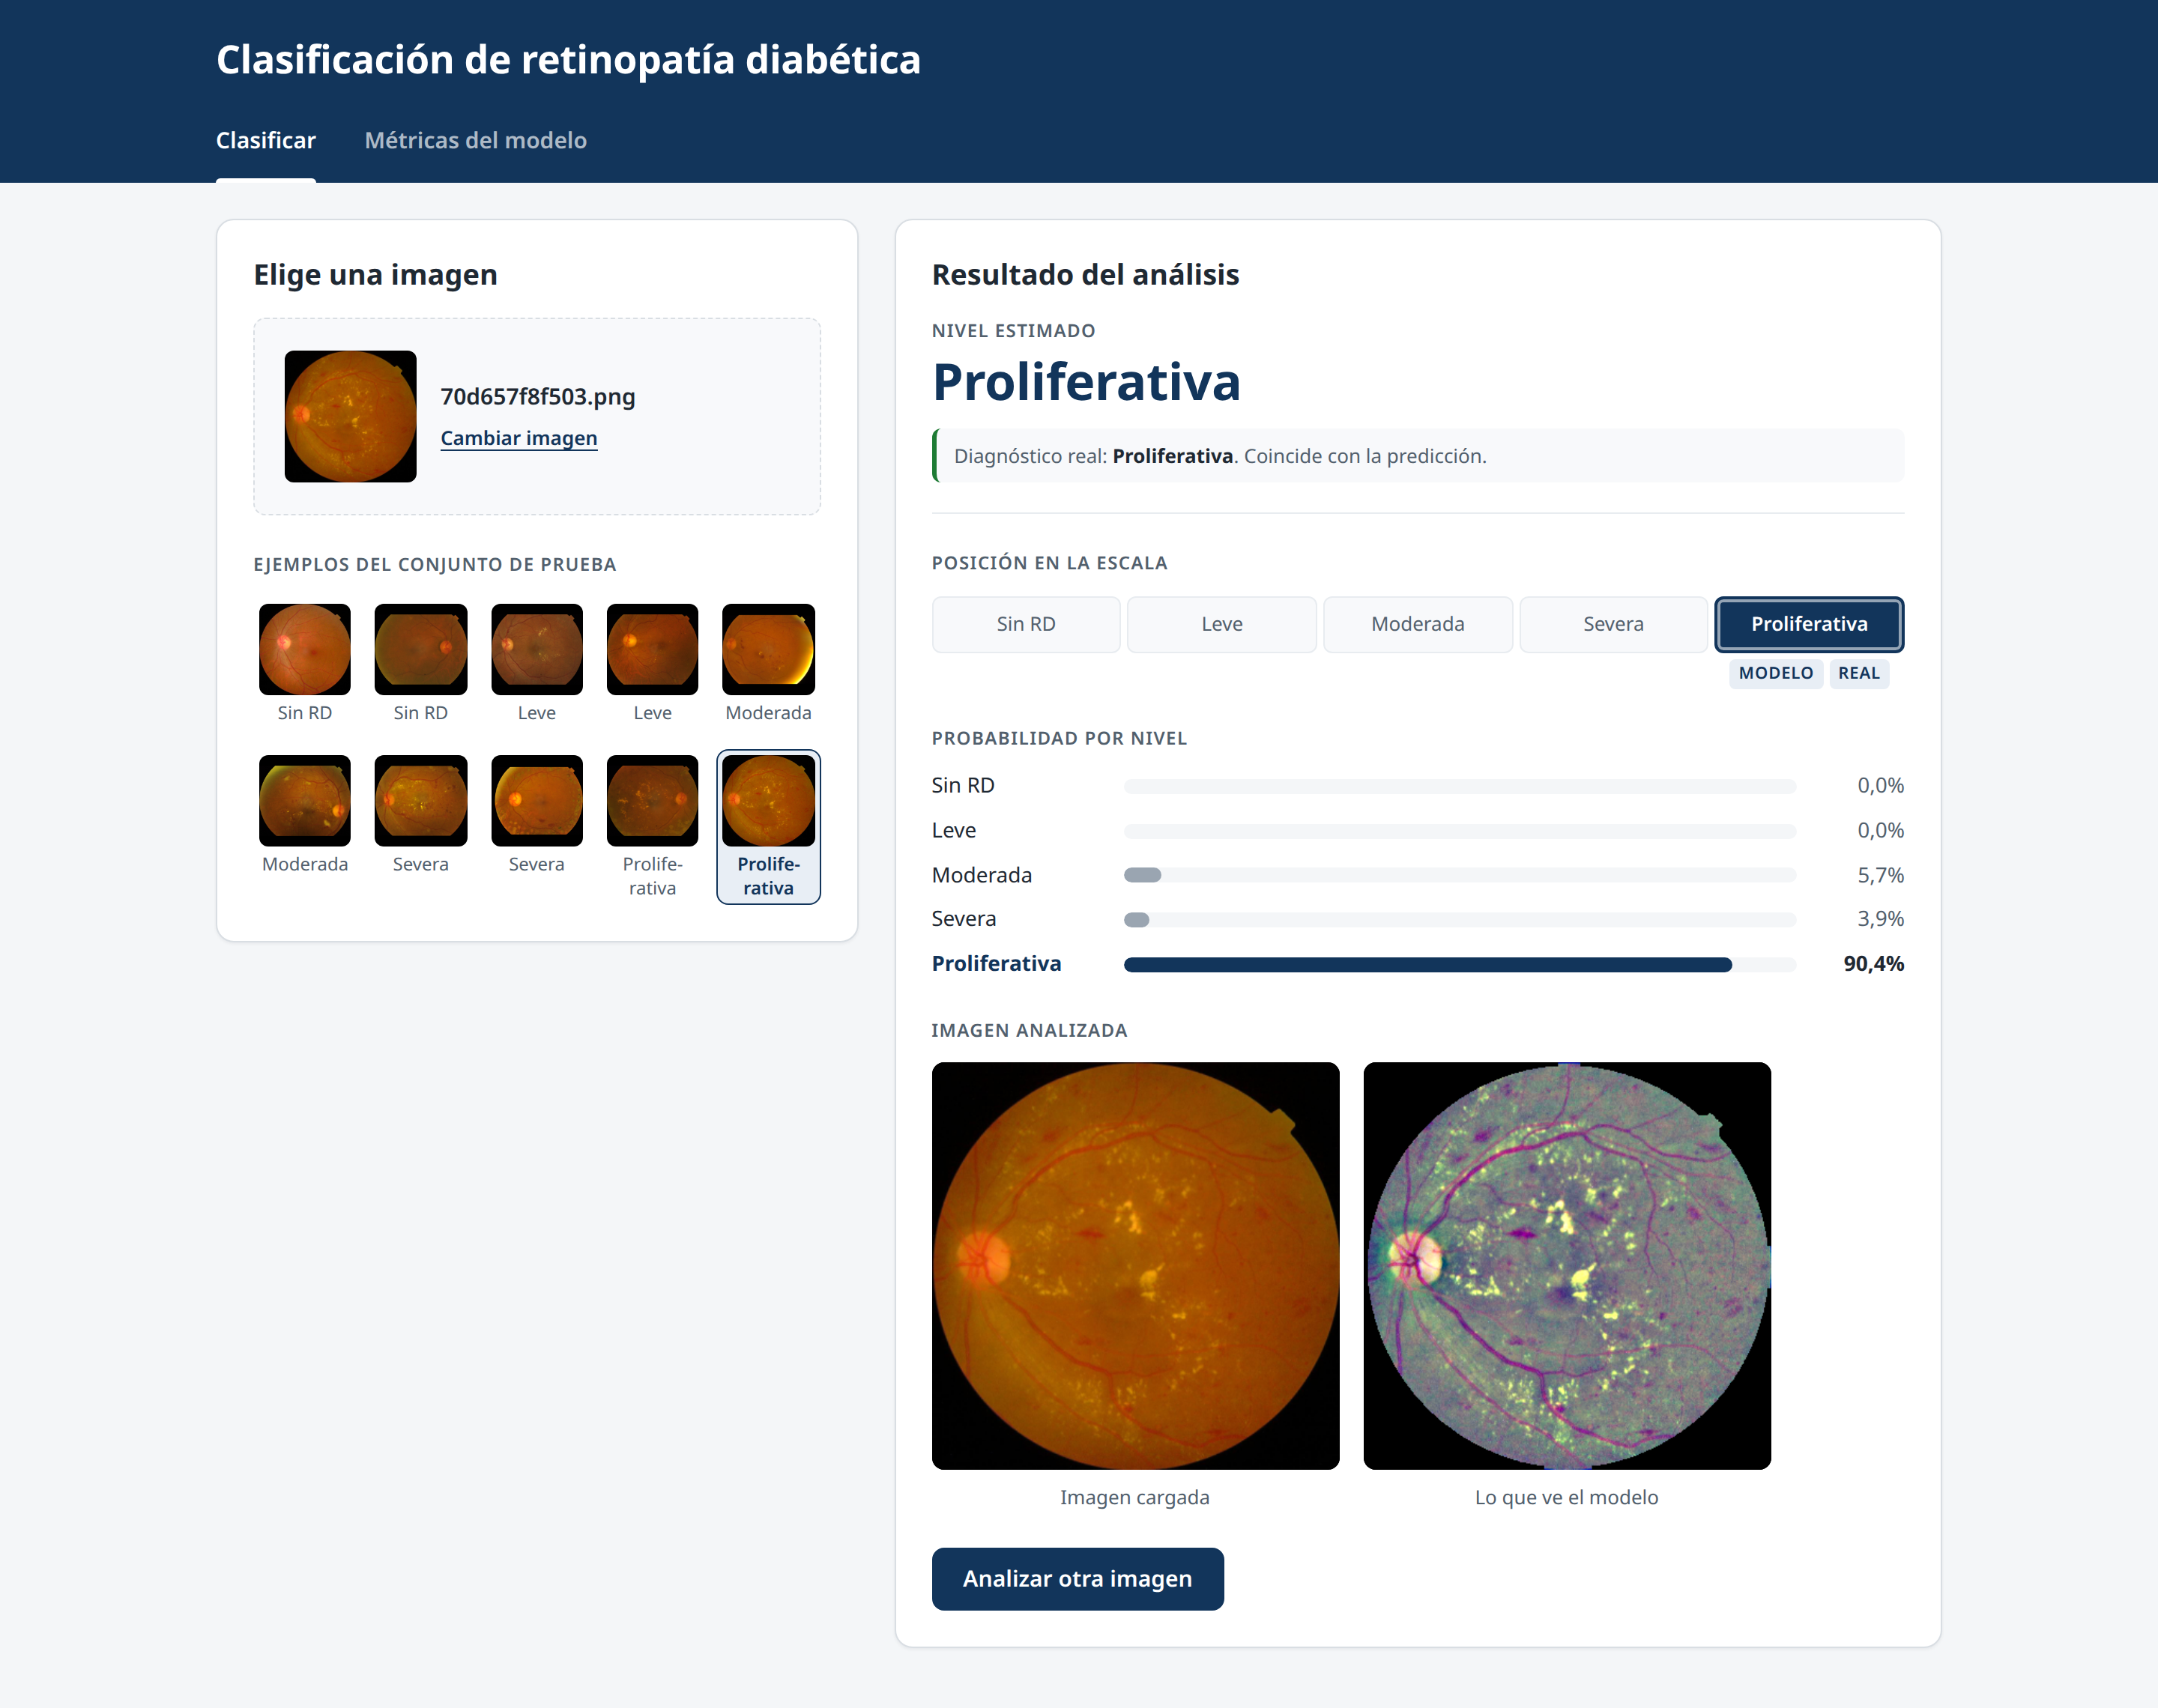 Clasificación de retinopatía diabética
Clasificar
Métricas del modelo
Elige una imagen
70d657f8f503.png
Cambiar imagen
EJEMPLOS DEL CONJUNTO DE PRUEBA
Sin RD
Sin RD
Leve
Leve
Moderada
Moderada
Severa
Severa
Prolife-
rativa
Prolife-
rativa
Resultado del análisis
NIVEL ESTIMADO
Proliferativa
Diagnóstico real: Proliferativa. Coincide con la predicción.
POSICIÓN EN LA ESCALA
Sin RD
Leve
Moderada
Severa
Proliferativa
MODELO
REAL
PROBABILIDAD POR NIVEL
Sin RD 0,0%
Leve 0,0%
Moderada 5,7%
Severa 3,9%
Proliferativa 90,4%
IMAGEN ANALIZADA
Imagen cargada
Lo que ve el modelo
Analizar otra imagen